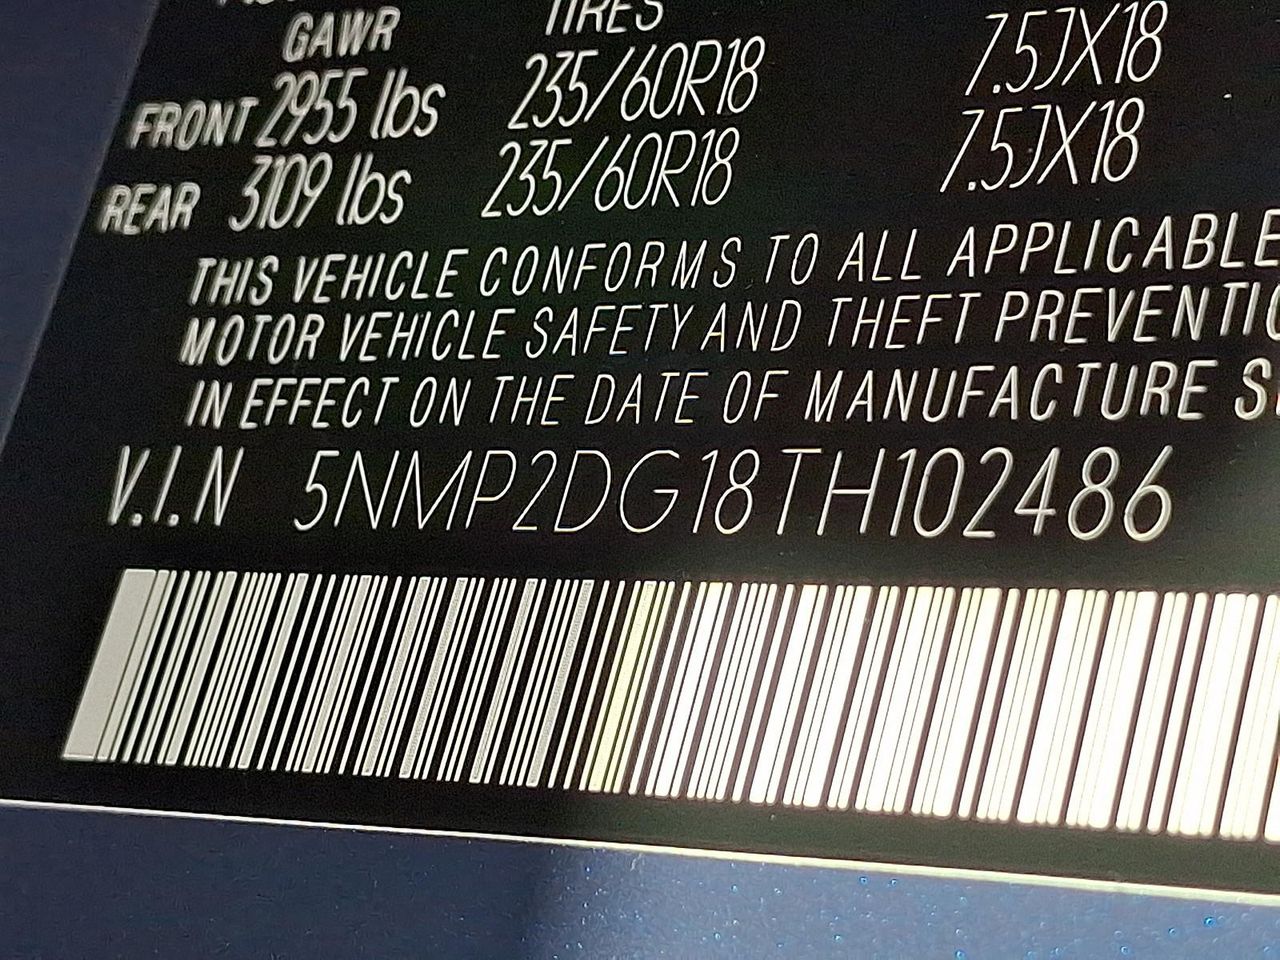 GAWR TIRES
FRONT 2955 lbs 235/60R18 7.5JX18
REAR 3109 lbs 235/60R18 7.5JX18
THIS VEHICLE CONFORMS TO ALL APPLICABLE
MOTOR VEHICLE SAFETY AND THEFT PREVENTIO
IN EFFECT ON THE DATE OF MANUFACTURE S
V.I.N 5NMP2DG18TH102486